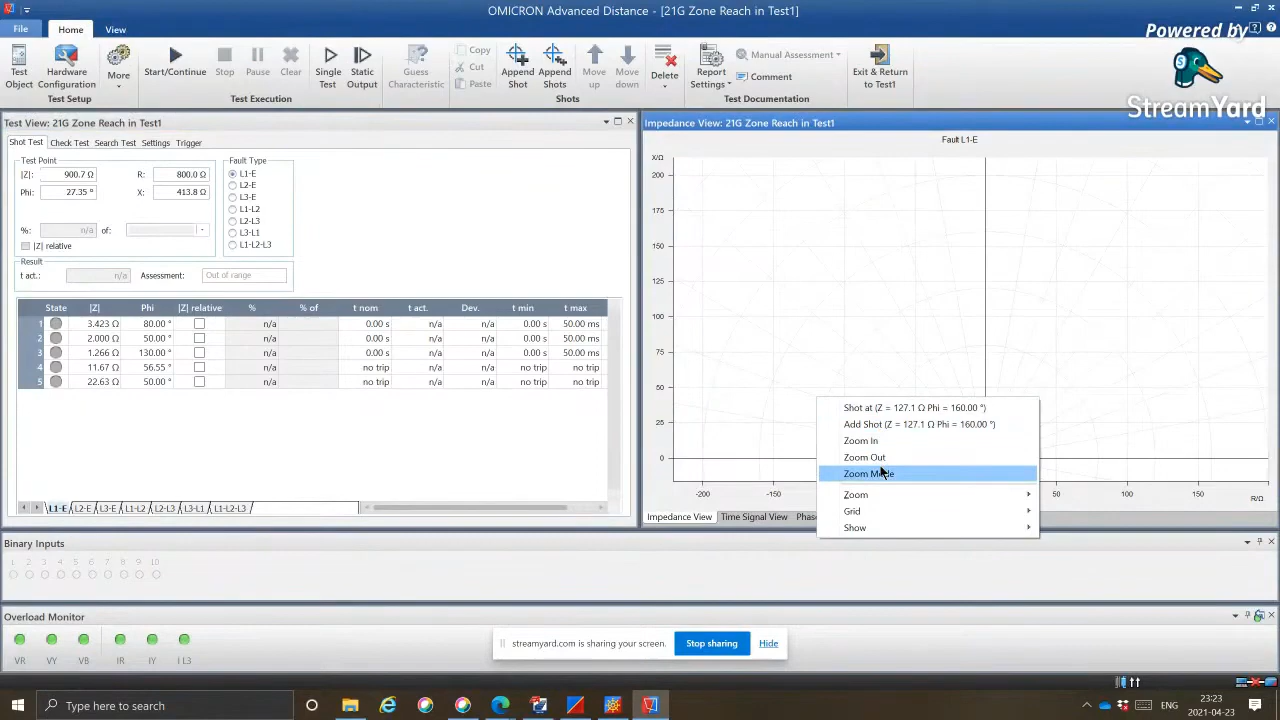 OMICRON Advanced Distance - [21G Zone Reach in Test1]
File Home View
Powered by
StreamYard
Test Object
Hardware Configuration
More
Test Setup
Start/Continue Stop Pause Clear
Single Test
Static Output
Test Execution
Guess Characteristic
Copy
Cut
Paste
Append Shot
Append Shots
Move up
Move down
Delete
Shots
Report Settings
Manual Assessment
Comment
Test Documentation
Exit & Return to Test1
Test View: 21G Zone Reach in Test1
Shot Test Check Test Search Test Settings Trigger
Test Point
|Z|: 900.7 Ω R: 800.0 Ω
Phi: 27.35 ° X: 413.8 Ω
%: n/a of:
|Z| relative
Fault Type
L1-E
L2-E
L3-E
L1-L2
L2-L3
L3-L1
L1-L2-L3
Result
t act.: n/a Assessment: Out of range
State |Z| Phi |Z| relative % % of t nom t act. Dev. t min t max
1 3.423 Ω 80.00 ° n/a 0.00 s n/a n/a 0.00 s 50.00 ms
2 2.000 Ω 50.00 ° n/a 0.00 s n/a n/a 0.00 s 50.00 ms
3 1.266 Ω 130.00 ° n/a 0.00 s n/a n/a 0.00 s 50.00 ms
4 11.67 Ω 56.55 ° n/a no trip n/a n/a no trip no trip
5 22.63 Ω 50.00 ° n/a no trip n/a n/a no trip no trip
L1-E L2-E L3-E L1-L2 L2-L3 L3-L1 L1-L2-L3
Impedance View: 21G Zone Reach in Test1
Fault L1-E
X/Ω
200
175
150
125
100
75
50
0
-200 -150 50 100 150
R/Ω
Shot at (Z = 127.1 Ω Phi = 160.00 °)
Add Shot (Z = 127.1 Ω Phi = 160.00 °)
Zoom In
Zoom Out
Zoom Mode
Zoom
Grid
Show
Impedance View Time Signal View
Binary Inputs
1 2 3 4 5 6 7 8 9 10
Overload Monitor
VR VY VB IR IY I L3
streamyard.com is sharing your screen. Stop sharing Hide
Type here to search
ENG
23:23
2021-04-23